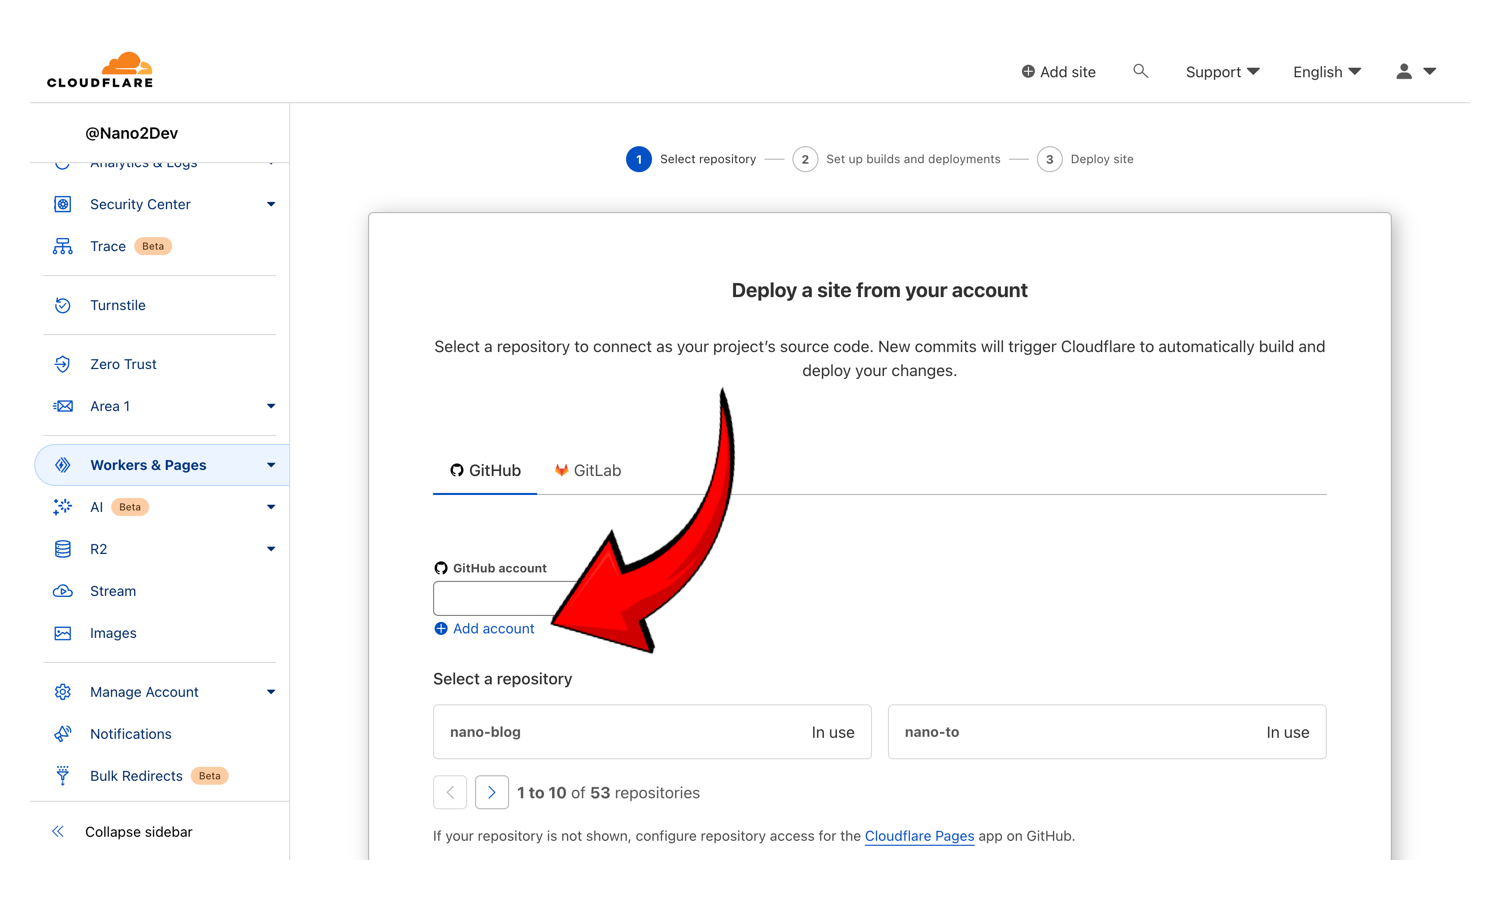 CLOUDFLARE
Add site
Support
English
@Nano2Dev
Analytics & Logs
Security Center
Trace Beta
Turnstile
Zero Trust
Area 1
Workers & Pages
AI Beta
R2
Stream
Images
Manage Account
Notifications
Bulk Redirects Beta
Collapse sidebar
1 Select repository
2 Set up builds and deployments
3 Deploy site
Deploy a site from your account
Select a repository to connect as your project's source code. New commits will trigger Cloudflare to automatically build and
deploy your changes.
GitHub
GitLab
GitHub account
Add account
Select a repository
nano-blog In use
nano-to In use
1 to 10 of 53 repositories
If your repository is not shown, configure repository access for the Cloudflare Pages app on GitHub.